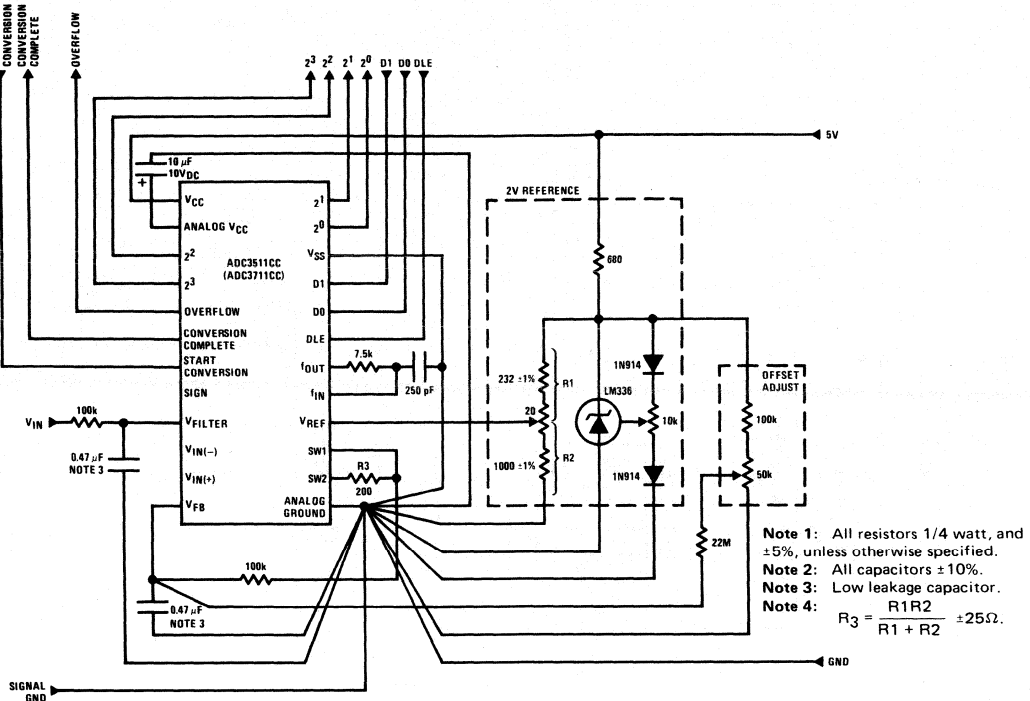 CONVERSION
CONVERSION
COMPLETE
OVERFLOW
2³ 2² 2¹ 2⁰ D1 D0 DLE
5V
10 μF
10VDC
+
2V REFERENCE
VCC
ANALOG VCC
2²
2³
OVERFLOW
CONVERSION
COMPLETE
START
CONVERSION
SIGN
VFILTER
VIN(−)
VIN(+)
VFB
ADC3511CC
(ADC3711CC)
2¹
2⁰
VSS
D1
D0
DLE
fOUT
fIN
VREF
SW1
SW2
ANALOG
GROUND
7.5k
250 pF
R3
200
680
232 ±1%
R1
20
R2
1000 ±1%
LM336
1N914
10k
1N914
OFFSET
ADJUST
100k
50k
22M
VIN
100k
0.47 μF
NOTE 3
100k
0.47 μF
NOTE 3
SIGNAL
GND
GND
Note 1: All resistors 1/4 watt, and
±5%, unless otherwise specified.
Note 2: All capacitors ±10%.
Note 3: Low leakage capacitor.
Note 4:
R3 = R1R2 / R1 + R2 ±25Ω.